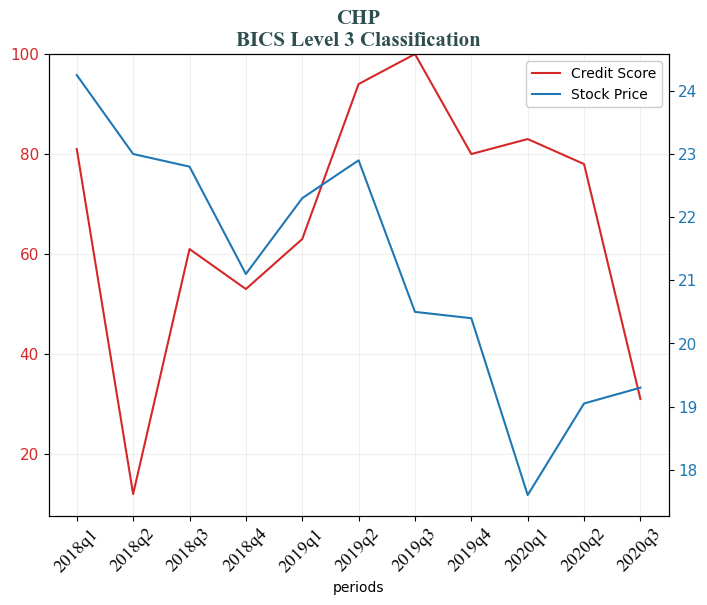 CHP
BICS Level 3 Classification
Credit Score
Stock Price
100
80
60
40
20
24
23
22
21
20
19
18
2018q1
2018q2
2018q3
2018q4
2019q1
2019q2
2019q3
2019q4
2020q1
2020q2
2020q3
periods